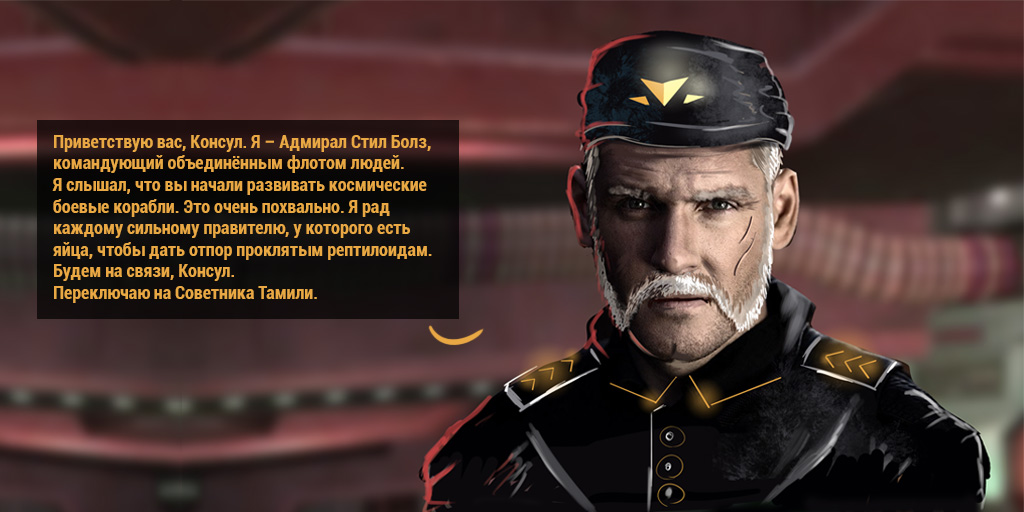 Приветствую вас, Консул. Я – Адмирал Стил Болз,
командующий объединённым флотом людей.
Я слышал, что вы начали развивать космические
боевые корабли. Это очень похвально. Я рад
каждому сильному правителю, у которого есть
яйца, чтобы дать отпор проклятым рептилоидам.
Будем на связи, Консул.
Переключаю на Советника Тамили.